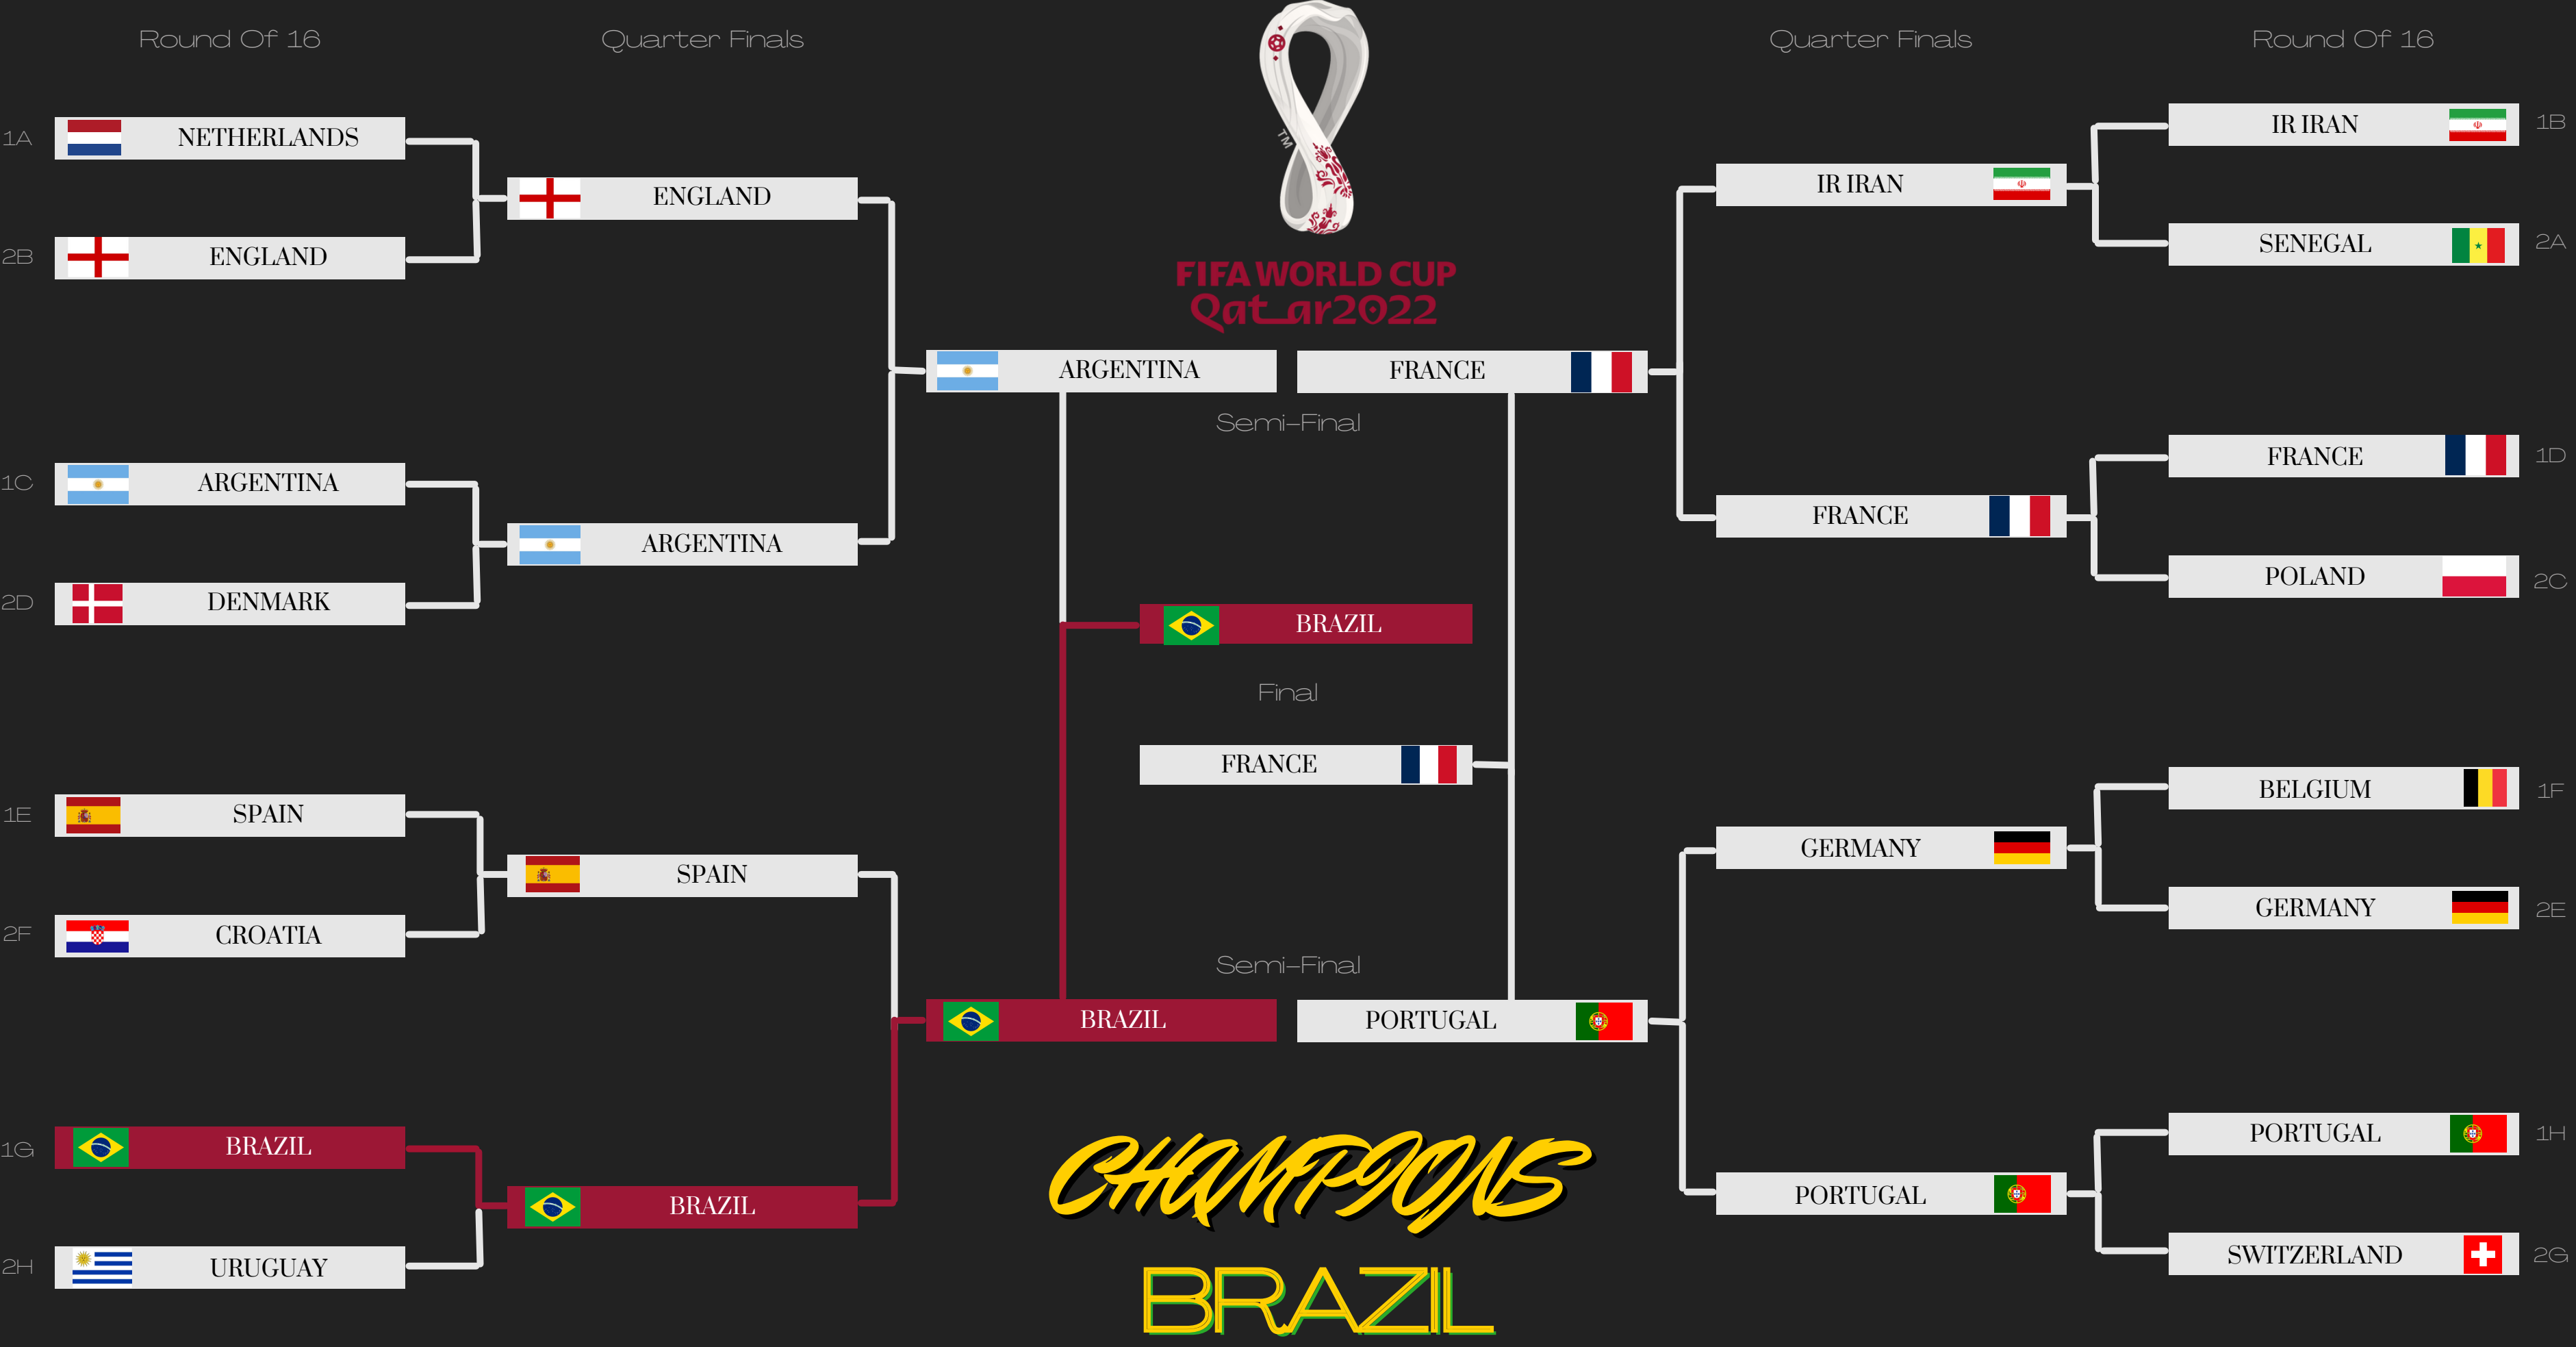 Round Of 16
Quarter Finals
Quarter Finals
Round Of 16
TM
FIFA WORLD CUP
Qatar2022
1A
NETHERLANDS
ENGLAND
2B
ENGLAND
1C
ARGENTINA
ARGENTINA
2D
DENMARK
1E
SPAIN
SPAIN
2F
CROATIA
1G
BRAZIL
BRAZIL
2H
URUGUAY
ARGENTINA
FRANCE
Semi-Final
BRAZIL
Final
FRANCE
Semi-Final
BRAZIL
PORTUGAL
CHAMPIONS
BRAZIL
IR IRAN
1B
IR IRAN
SENEGAL
2A
FRANCE
1D
FRANCE
POLAND
2C
BELGIUM
1F
GERMANY
GERMANY
2E
PORTUGAL
1H
PORTUGAL
SWITZERLAND
2G